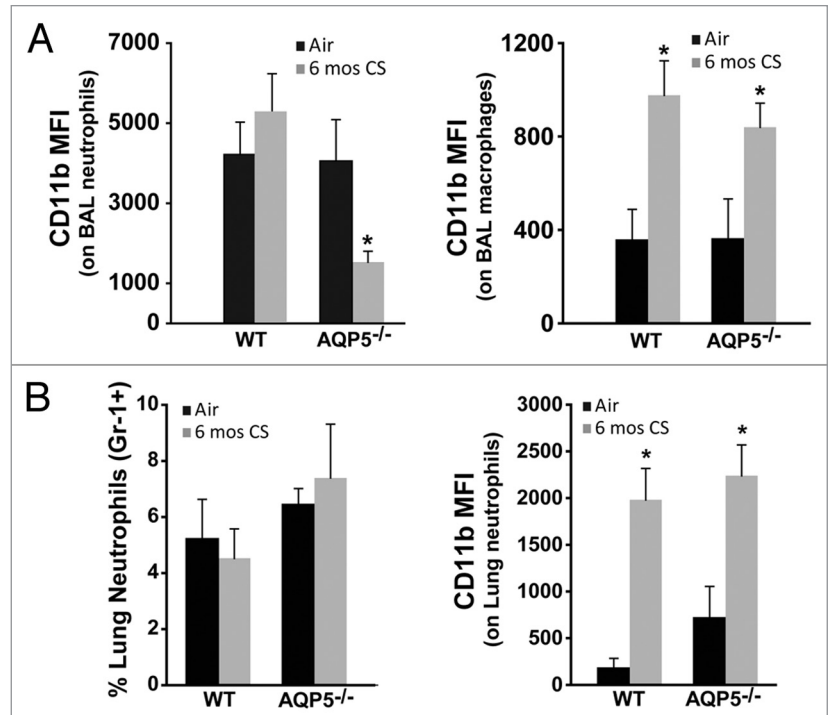 A
CD11b MFI
(on BAL neutrophils)
7000
5000
3000
1000
0
Air
6 mos CS
*
WT
AQP5-/-
CD11b MFI
(on BAL macrophages)
1200
800
400
0
Air
6 mos CS
*
*
WT
AQP5-/-
B
% Lung Neutrophils (Gr-1+)
10
8
6
4
2
0
Air
6 mos CS
WT
AQP5-/-
CD11b MFI
(on Lung neutrophils)
3000
2500
2000
1500
1000
500
0
Air
6 mos CS
*
*
WT
AQP5-/-